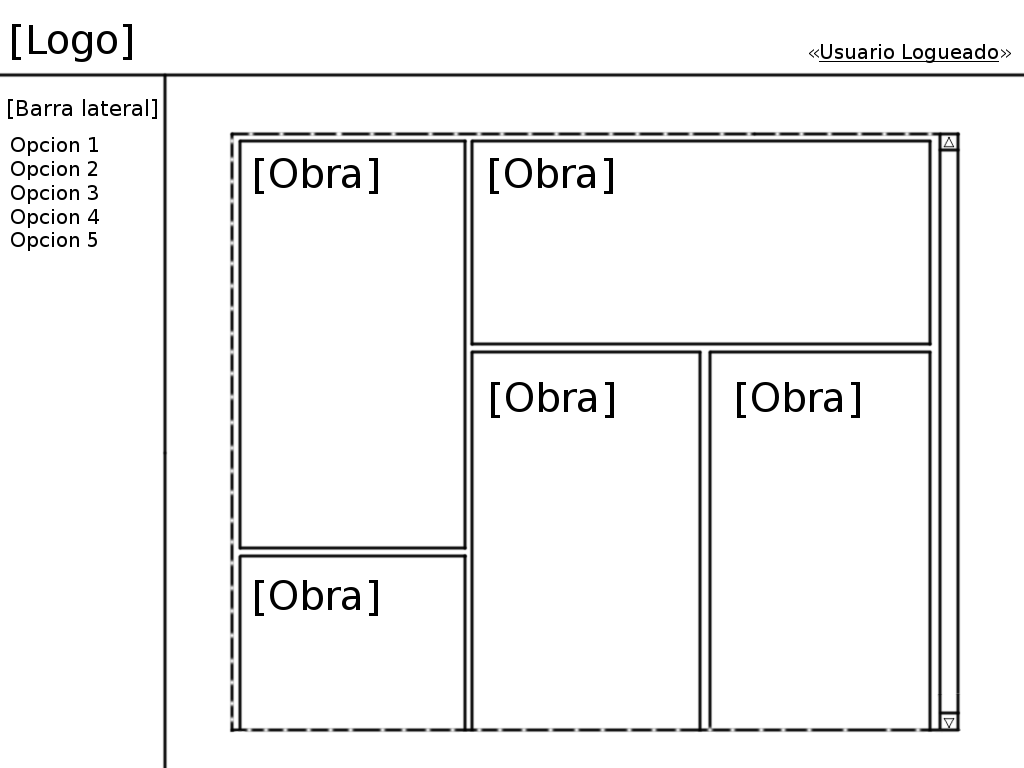 [Logo]
«Usuario Logueado»
[Barra lateral]
Opcion 1
Opcion 2
Opcion 3
Opcion 4
Opcion 5
[Obra]
[Obra]
[Obra]
[Obra]
[Obra]